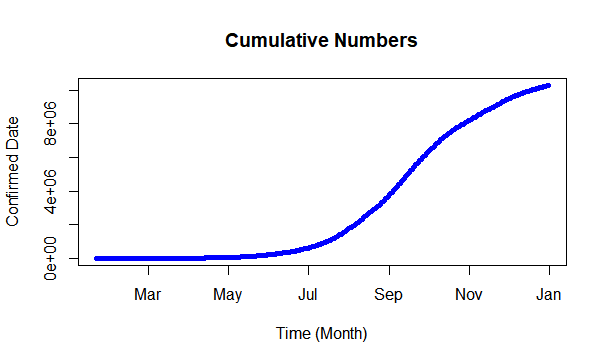 Cumulative Numbers
Confirmed Date
8e+06
4e+06
0e+00
Mar May Jul Sep Nov Jan
Time (Month)